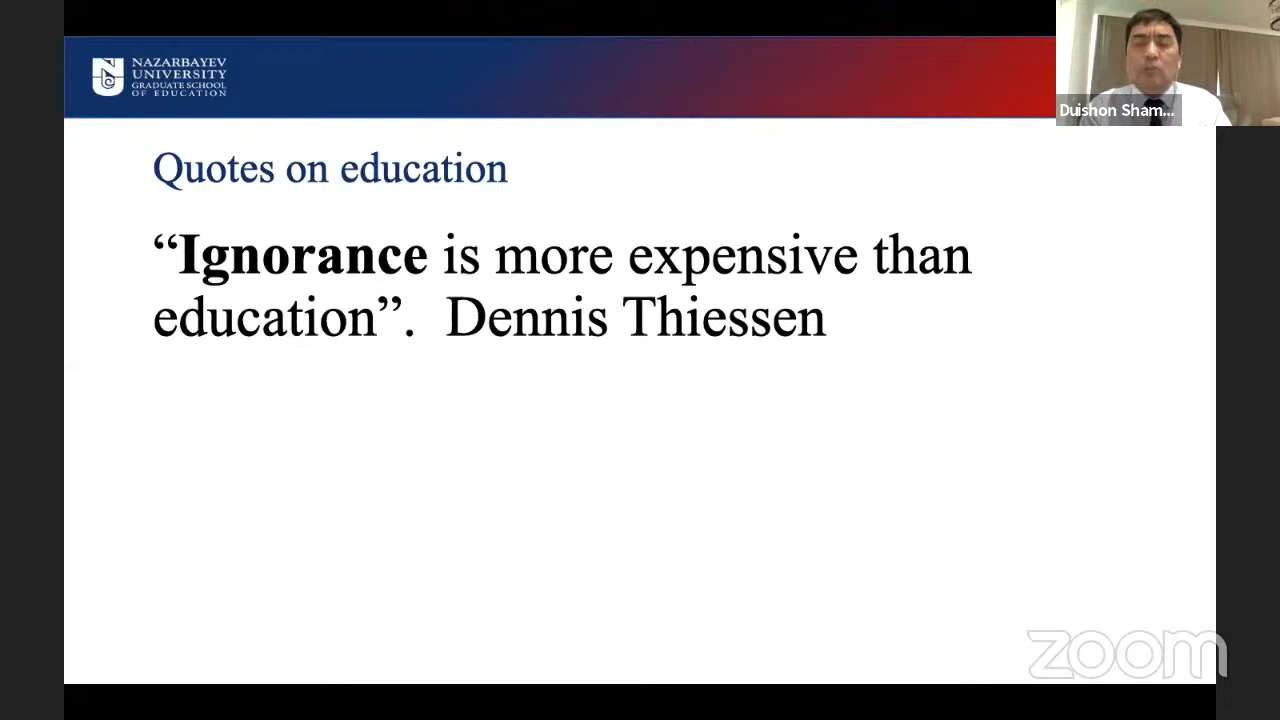 NAZARBAYEV
UNIVERSITY
GRADUATE SCHOOL
OF EDUCATION
Duishon Sham...
Quotes on education
“Ignorance is more expensive than
education”. Dennis Thiessen
zoom